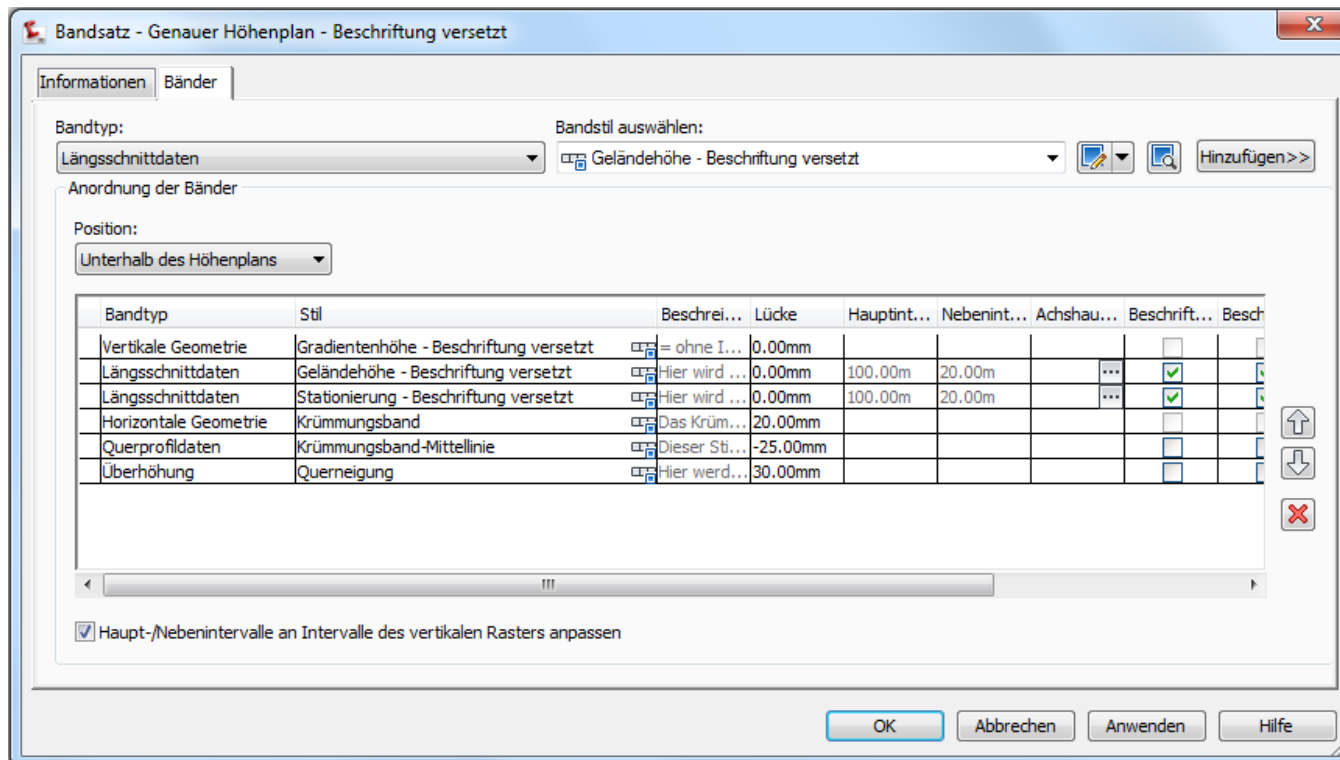 Bandsatz - Genauer Höhenplan - Beschriftung versetzt
Informationen Bänder
Bandtyp: Bandstil auswählen:
Längsschnittdaten Geländehöhe - Beschriftung versetzt Hinzufügen>>
Anordnung der Bänder
Position:
Unterhalb des Höhenplans
Bandtyp Stil Beschrei... Lücke Hauptint... Nebenint... Achshau... Beschrift... Besch
Vertikale Geometrie Gradientenhöhe - Beschriftung versetzt = ohne I... 0.00mm
Längsschnittdaten Geländehöhe - Beschriftung versetzt Hier wird ... 0.00mm 100.00m 20.00m ...
Längsschnittdaten Stationierung - Beschriftung versetzt Hier wird ... 0.00mm 100.00m 20.00m ...
Horizontale Geometrie Krümmungsband Das Krüm... 20.00mm
Querprofildaten Krümmungsband-Mittellinie Dieser Sti... -25.00mm
Überhöhung Querneigung Hier werd... 30.00mm
Haupt-/Nebenintervalle an Intervalle des vertikalen Rasters anpassen
OK Abbrechen Anwenden Hilfe